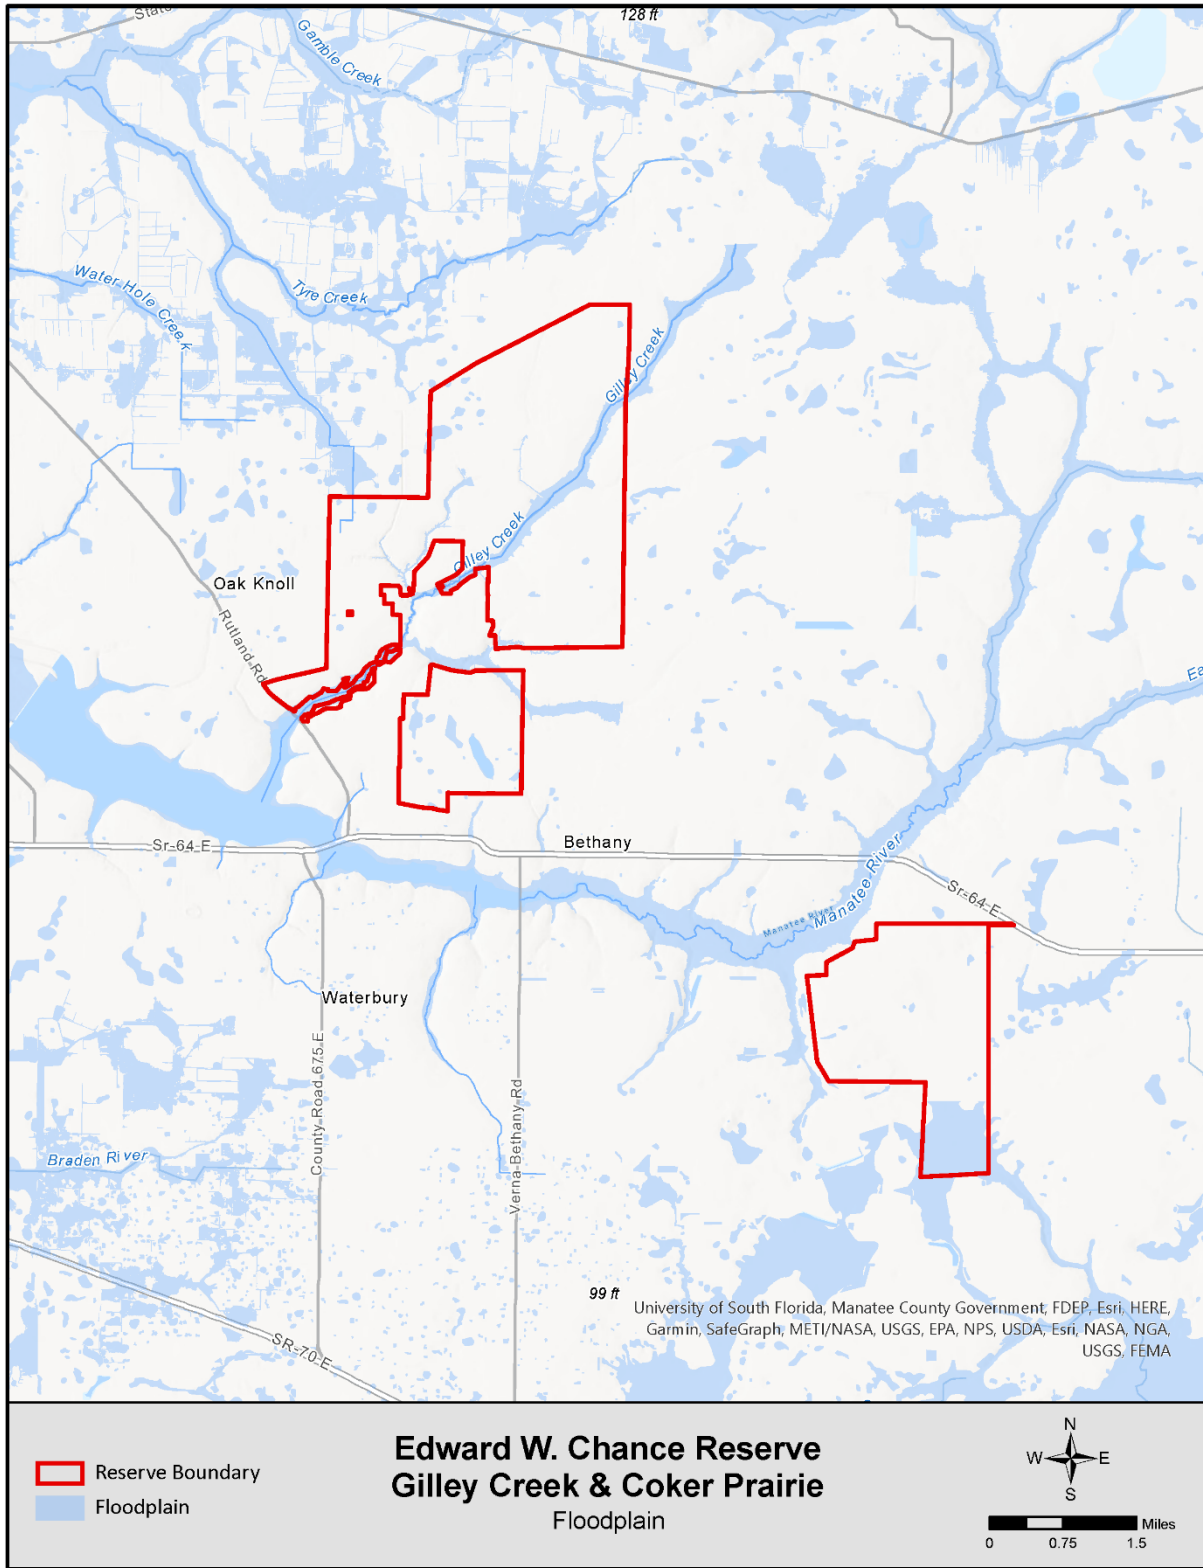 State
128 ft
Gamble Creek
Water Hole Creek
Tyre Creek
Gilley Creek
Gilley Creek
Oak Knoll
Rutland Rd
Ea
Sr-64 E
Bethany
Manatee River
Manatee River
Sr-64 E
Waterbury
County Road 675 E
Verna-Bethany Rd
Braden River
SR-70 E
99 ft
University of South Florida, Manatee County Government, FDEP, Esri, HERE,
Garmin, SafeGraph, METI/NASA, USGS, EPA, NPS, USDA, Esri, NASA, NGA,
USGS, FEMA
Reserve Boundary
Floodplain
Edward W. Chance Reserve
Gilley Creek & Coker Prairie
Floodplain
N
W E
S
Miles
0 0.75 1.5